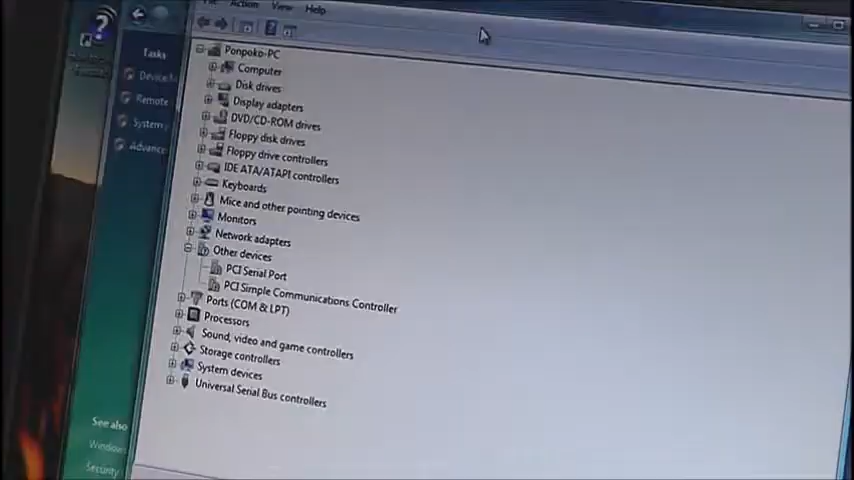 Action View Help
Tasks
Ponpoko-PC
Computer
Disk drives
Display adapters
DVD/CD-ROM drives
Floppy disk drives
Floppy drive controllers
IDE ATA/ATAPI controllers
Keyboards
Mice and other pointing devices
Monitors
Network adapters
Other devices
PCI Serial Port
PCI Simple Communications Controller
Ports (COM & LPT)
Processors
Sound, video and game controllers
Storage controllers
System devices
Universal Serial Bus controllers
Device
Remote
System
Advance
See also
Windows
Security